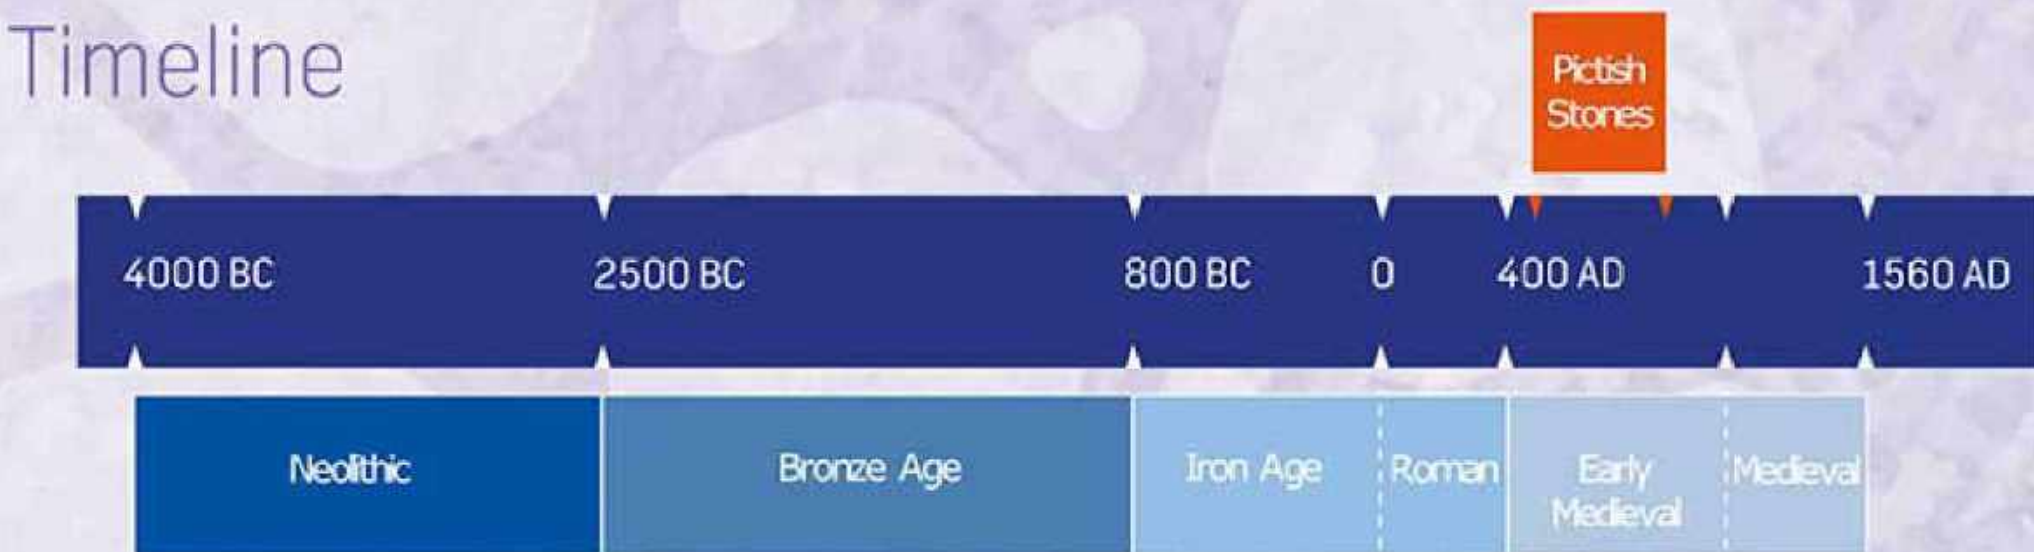 Timeline
Pictish
Stones
4000 BC
2500 BC
800 BC
0
400 AD
1560 AD
Neolithic
Bronze Age
Iron Age
Roman
Early
Medieval
Medieval